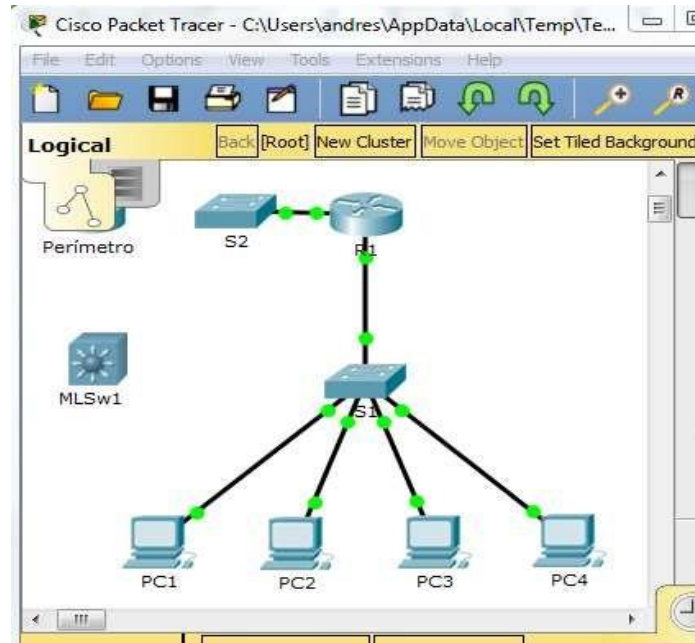 Cisco Packet Tracer - C:\Users\andres\AppData\Local\Temp\Te...
File Edit Options View Tools Extensions Help
Logical Back [Root] New Cluster Move Object Set Tiled Background
Perímetro
S2
R1
MLSw1
S1
PC1 PC2 PC3 PC4